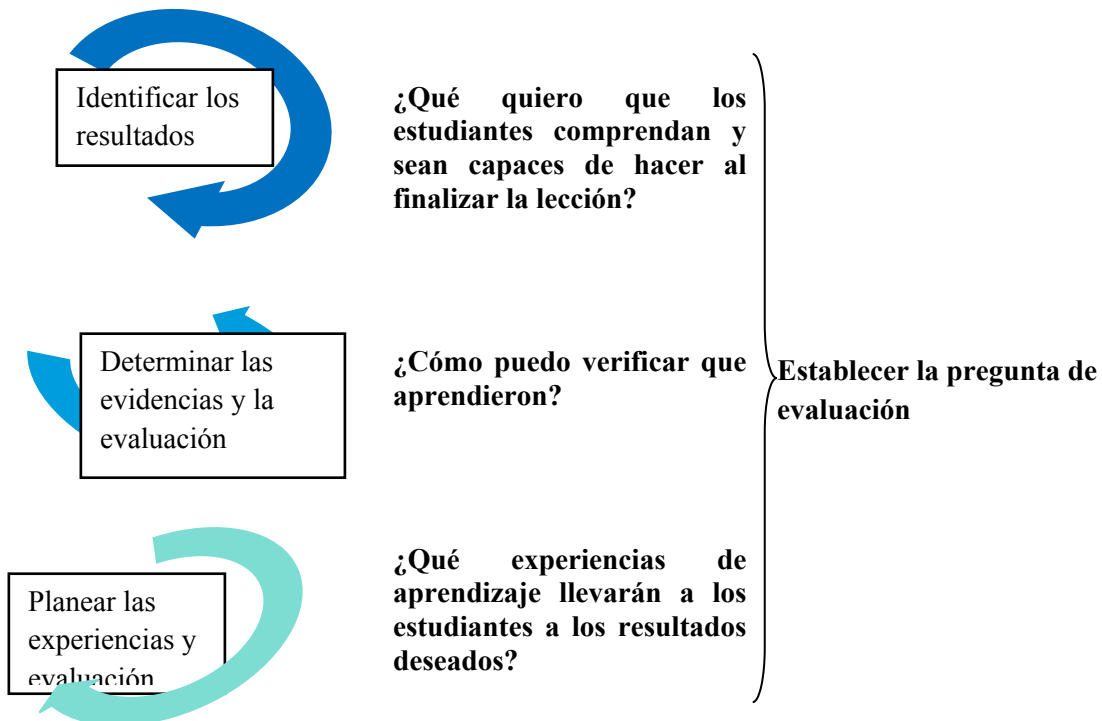 Identificar los
resultados
¿Qué quiero que los
estudiantes comprendan y
sean capaces de hacer al
finalizar la lección?
Determinar las
evidencias y la
evaluación
¿Cómo puedo verificar que
aprendieron?
Establecer la pregunta de
evaluación
Planear las
experiencias y
evaluación
¿Qué experiencias de
aprendizaje llevarán a los
estudiantes a los resultados
deseados?